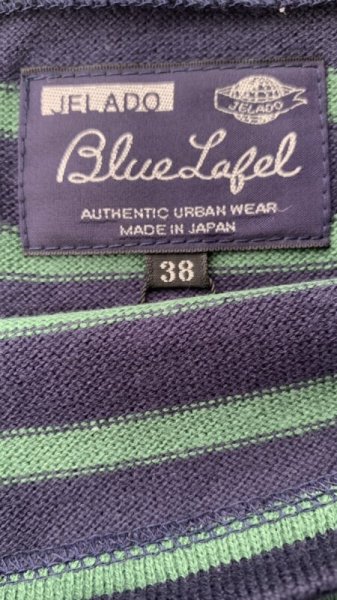 JELADO
JELADO
Blue Label
AUTHENTIC URBAN WEAR
MADE IN JAPAN
38